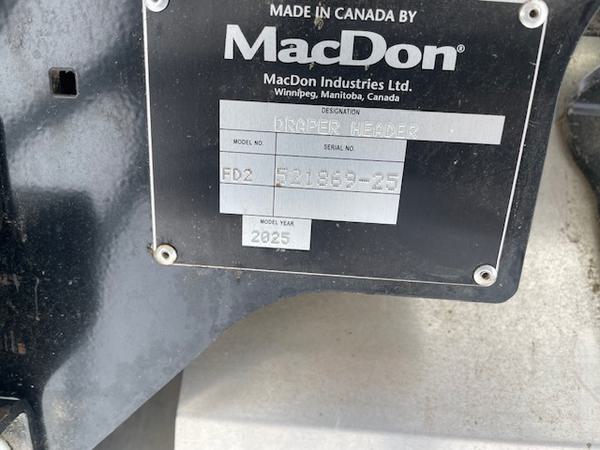 MADE IN CANADA BY
MacDon®
MacDon Industries Ltd.
Winnipeg, Manitoba, Canada
DESIGNATION
DRAPER HEADER
MODEL NO. SERIAL NO.
FD2 521869-25
MODEL YEAR
2025